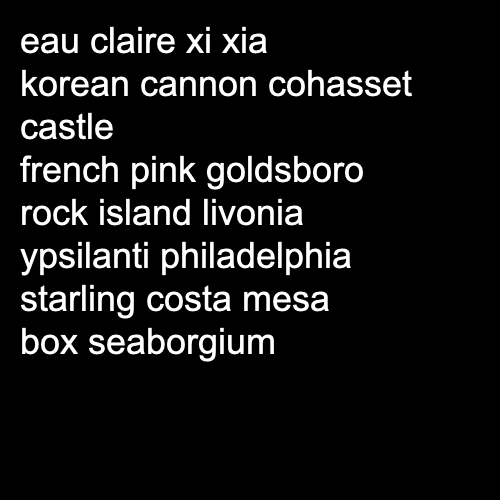 eau claire xi xia
korean cannon cohasset
castle
french pink goldsboro
rock island livonia
ypsilanti philadelphia
starling costa mesa
box seaborgium